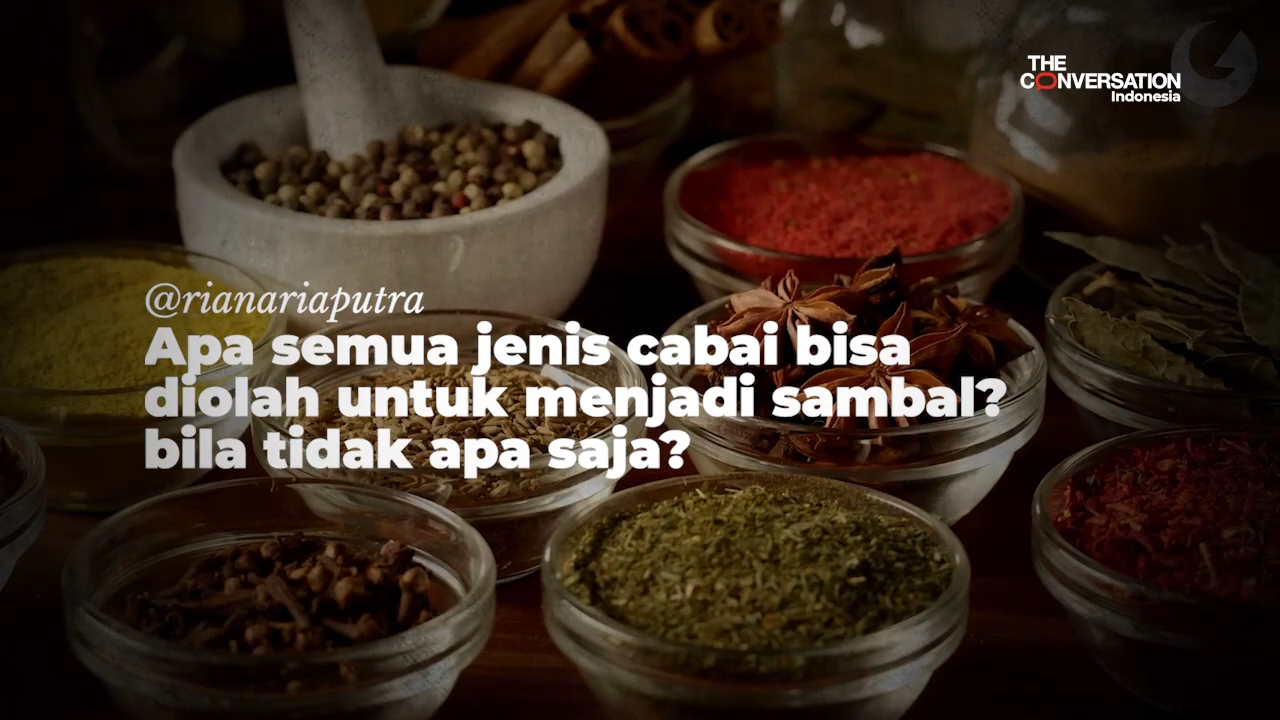 THE
CONVERSATION
Indonesia
@rianariaputra
Apa semua jenis cabai bisa
diolah untuk menjadi sambal?
bila tidak apa saja?